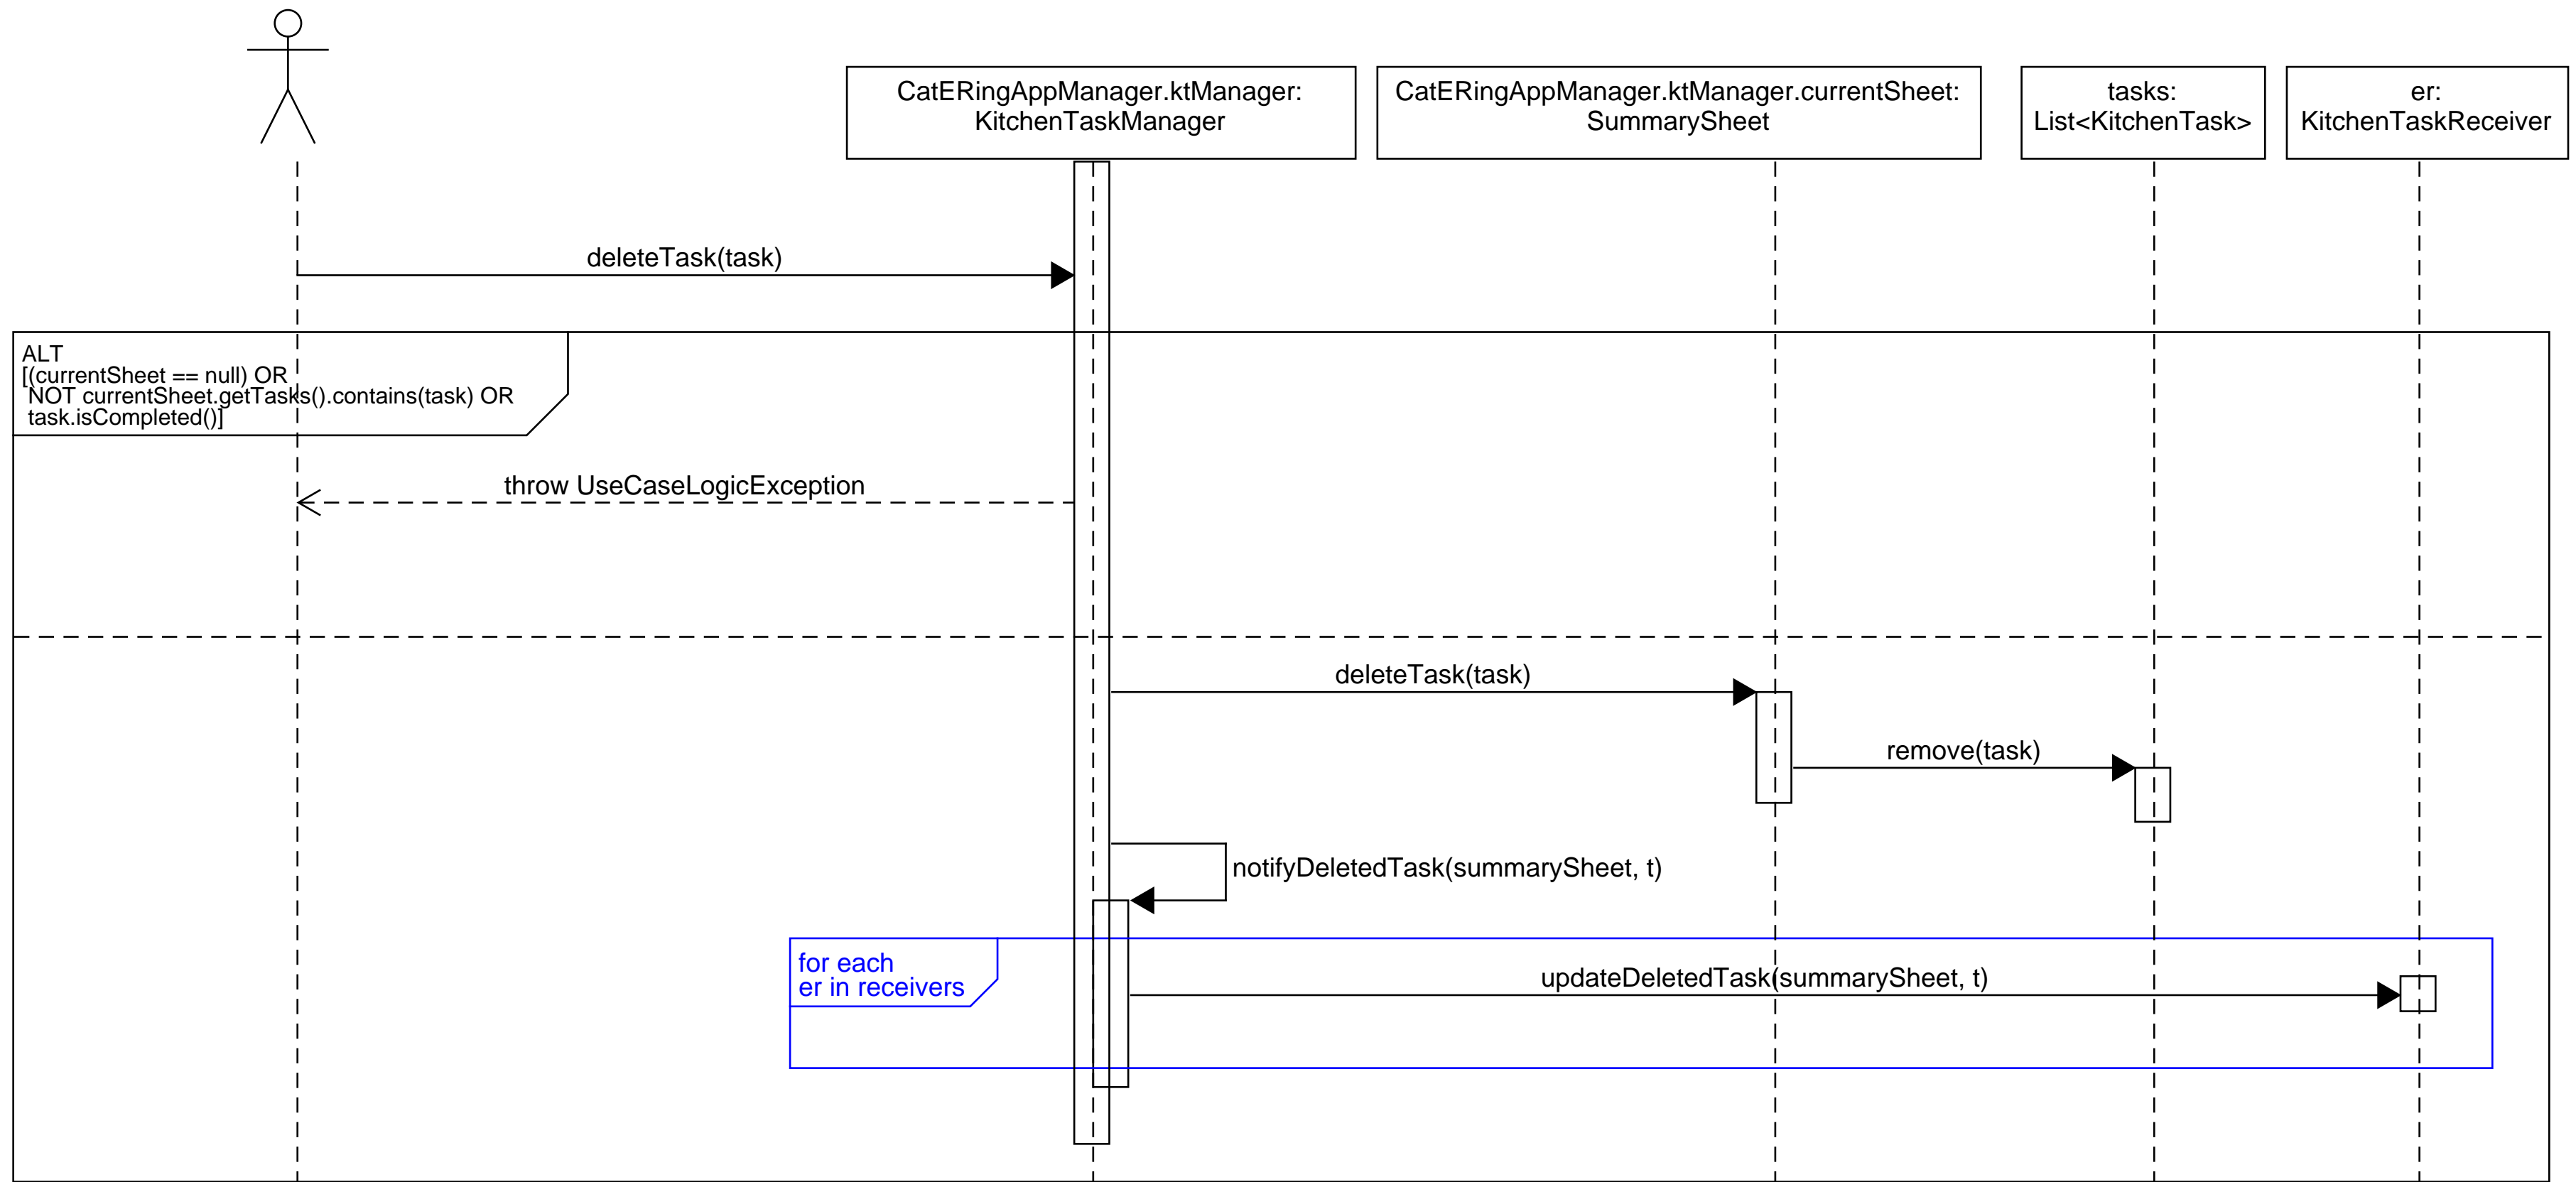 CatERingAppManager.ktManager:
KitchenTaskManager
CatERingAppManager.ktManager.currentSheet:
SummarySheet
tasks:
List<KitchenTask>
er:
KitchenTaskReceiver
deleteTask(task)
ALT
[(currentSheet == null) OR
NOT currentSheet.getTasks().contains(task) OR
task.isCompleted()]
throw UseCaseLogicException
deleteTask(task)
remove(task)
notifyDeletedTask(summarySheet, t)
for each
er in receivers
updateDeletedTask(summarySheet, t)